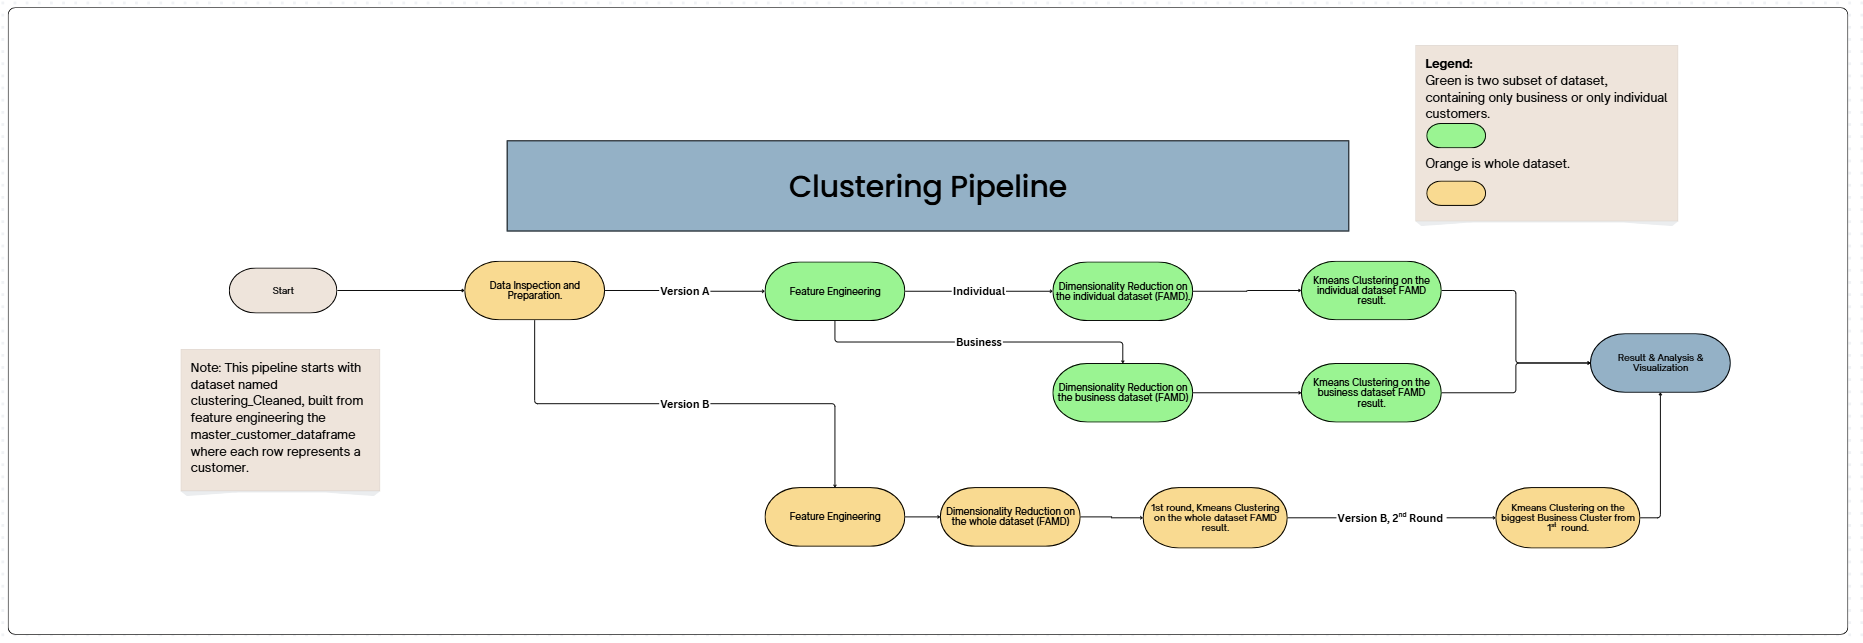 Legend:
Green is two subset of dataset,
containing only business or only individual
customers.
Orange is whole dataset.
Clustering Pipeline
Start
Data Inspection and
Preparation.
Version A
Feature Engineering
Individual
Dimensionality Reduction on
the individual dataset (FAMD).
Kmeans Clustering on the
individual dataset FAMD
result.
Business
Dimensionality Reduction on
the business dataset (FAMD)
Kmeans Clustering on the
business dataset FAMD
result.
Result & Analysis &
Visualization
Note: This pipeline starts with
dataset named
clustering_Cleaned, built from
feature engineering the
master_customer_dataframe
where each row represents a
customer.
Version B
Feature Engineering
Dimensionality Reduction on
the whole dataset (FAMD)
1st round, Kmeans Clustering
on the whole dataset FAMD
result.
Version B, 2nd Round
Kmeans Clustering on the
biggest Business Cluster from
1st round.